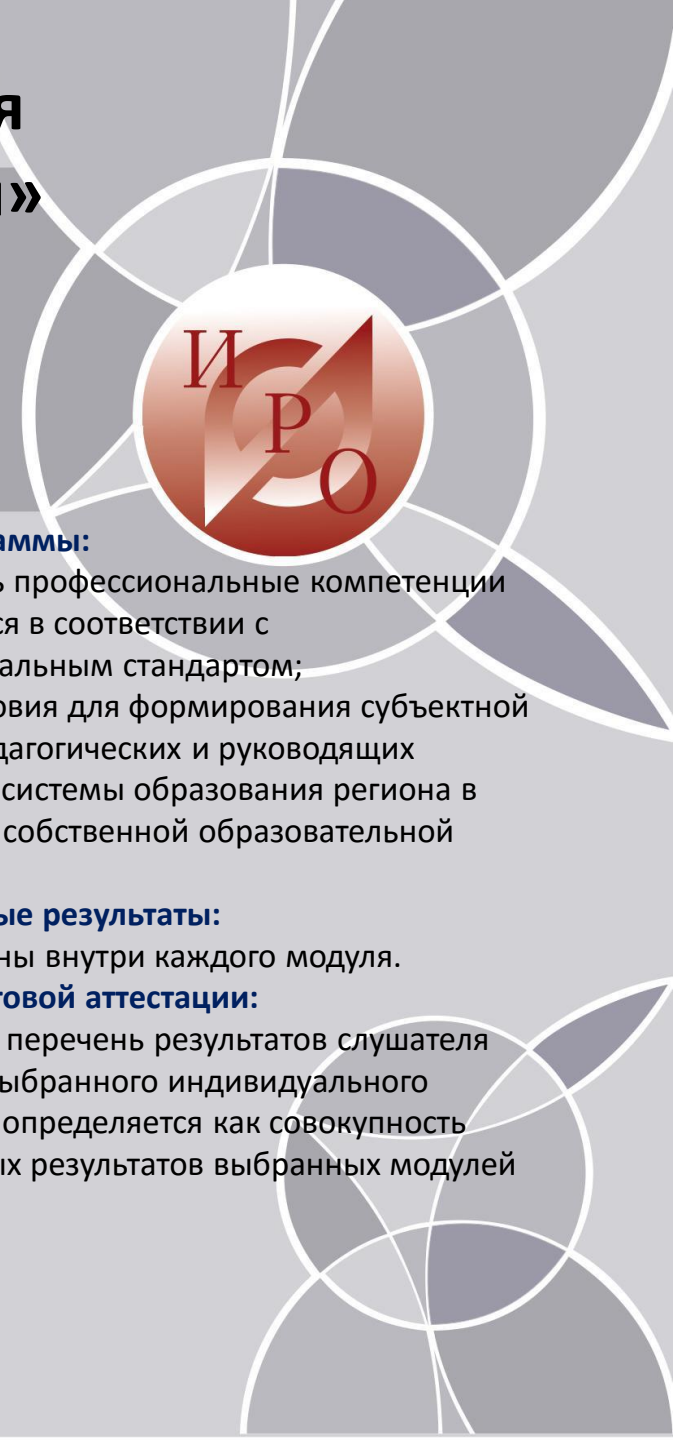 я
»
И
Р
О
аммы:
ь профессиональные компетенции
ся в соответствии с
альным стандартом;
овия для формирования субъектной
дагогических и руководящих
системы образования региона в
собственной образовательной
ые результаты:
ны внутри каждого модуля.
товой аттестации:
перечень результатов слушателя
выбранного индивидуального
определяется как совокупность
ых результатов выбранных модулей